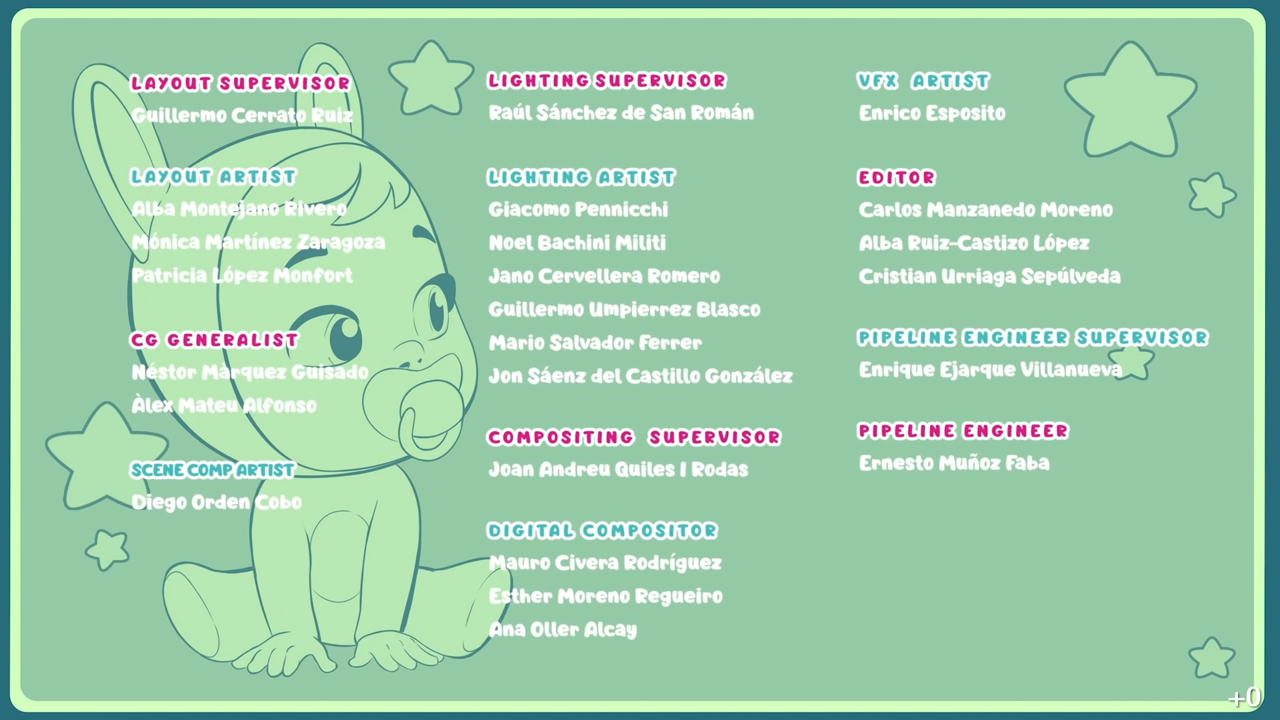 LAYOUT SUPERVISOR
Guillermo Cerrato Ruiz
LAYOUT ARTIST
Alba Montejano Rivero
Mónica Martínez Zaragoza
Patricia López Monfort
CG GENERALIST
Néstor Màrquez Guisado
Àlex Mateu Alfonso
SCENE COMP ARTIST
Diego Orden Cobo
LIGHTING SUPERVISOR
Raúl Sánchez de San Román
LIGHTING ARTIST
Giacomo Pennicchi
Noel Bachini Militi
Jano Cervellera Romero
Guillermo Umpierrez Blasco
Mario Salvador Ferrer
Jon Sáenz del Castillo González
COMPOSITING SUPERVISOR
Joan Andreu Quiles I Rodas
DIGITAL COMPOSITOR
Mauro Civera Rodríguez
Esther Moreno Regueiro
Ana Oller Alcay
VFX ARTIST
Enrico Esposito
EDITOR
Carlos Manzanedo Moreno
Alba Ruiz-Castizo López
Cristian Urriaga Sepúlveda
PIPELINE ENGINEER SUPERVISOR
Enrique Ejarque Villanueva
PIPELINE ENGINEER
Ernesto Muñoz Faba
+0